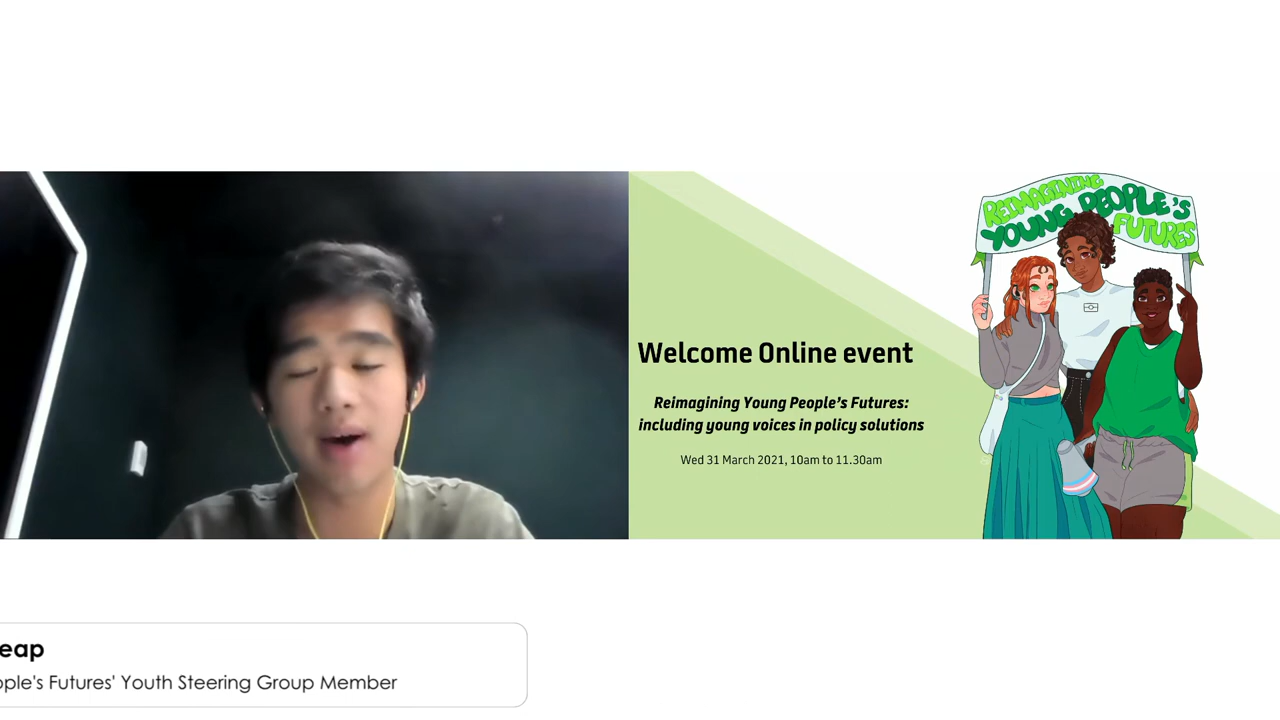 REIMAGINING
YOUNG PEOPLE'S
FUTURES
Welcome Online event
Reimagining Young People's Futures:
including young voices in policy solutions
Wed 31 March 2021, 10am to 11.30am
eap
ople's Futures' Youth Steering Group Member